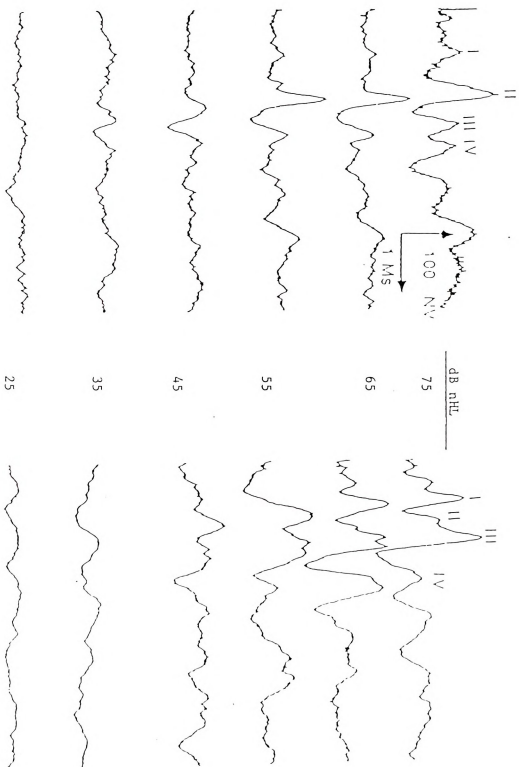 II
I III IV
100 NV
1 Ms
dB nHL
75
65
55
45
35
25
I II III IV